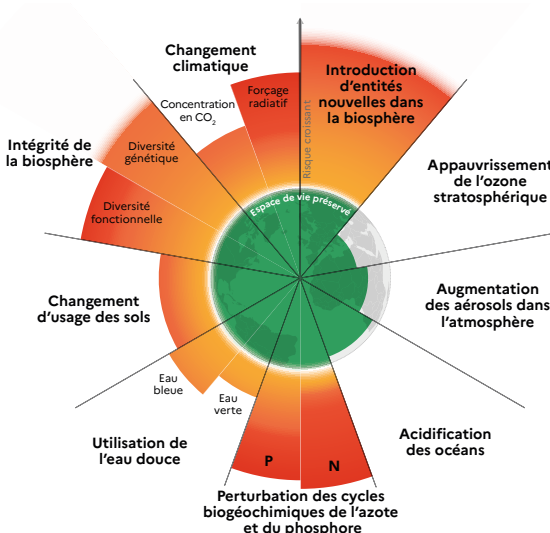 Changement
climatique
Concentration
en CO₂
Forçage
radiatif
Risque croissant
Introduction
d'entités
nouvelles dans
la biosphère
Intégrité de
la biosphère
Diversité
génétique
Diversité
fonctionnelle
Appauvrissement
de l'ozone
stratosphérique
Espace de vie préservé
Augmentation
des aérosols dans
l'atmosphère
Changement
d'usage des sols
Eau
bleue
Eau
verte
Utilisation de
l'eau douce
Acidification
des océans
P
N
Perturbation des cycles
biogéochimiques de l'azote
et du phosphore